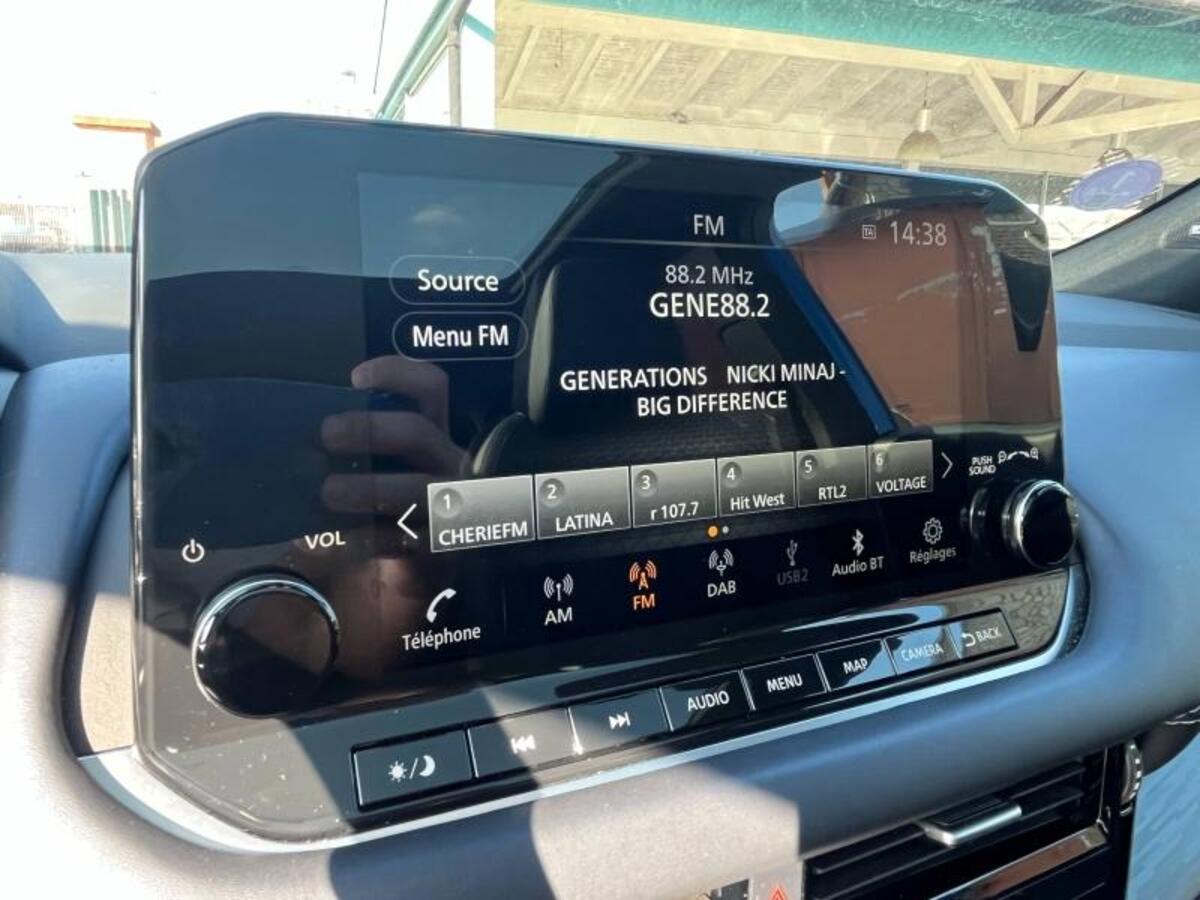 FM
TA
14:38
Source
Menu FM
88.2 MHz
GENE88.2
GENERATIONS NICKI MINAJ -
BIG DIFFERENCE
1 CHERIEFM
2 LATINA
3 r 107.7
4 Hit West
5 RTL2
6 VOLTAGE
PUSH
SOUND
VOL
Téléphone
AM
FM
DAB
USB2
Audio BT
Réglages
AUDIO
MENU
MAP
CAMERA
BACK